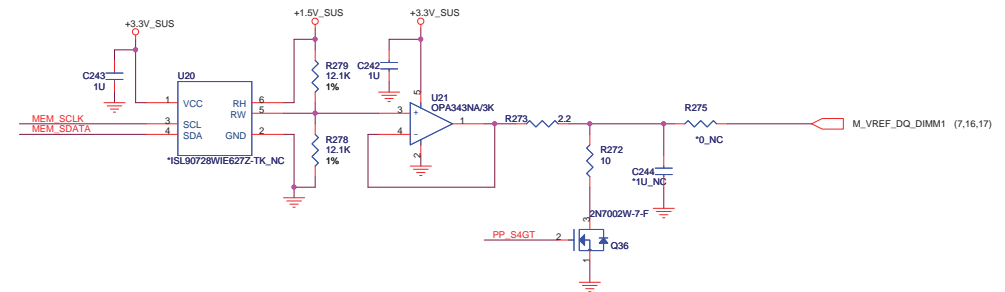 +3.3V_SUS
+1.5V_SUS
+3.3V_SUS
C243
1U
U20
1
VCC
RH
6
RW
5
MEM_SCLK
3
SCL
MEM_SDATA
4
SDA
GND
2
*ISL90728WIE627Z-TK_NC
R279
12.1K
1%
R278
12.1K
1%
C242
1U
5
U21
OPA343NA/3K
3
+
4
−
1
2
R273
2.2
R275
*0_NC
M_VREF_DQ_DIMM1 (7,16,17)
R272
10
C244
*1U_NC
2N7002W-7-F
3
PP_S4GT
2
Q36
1